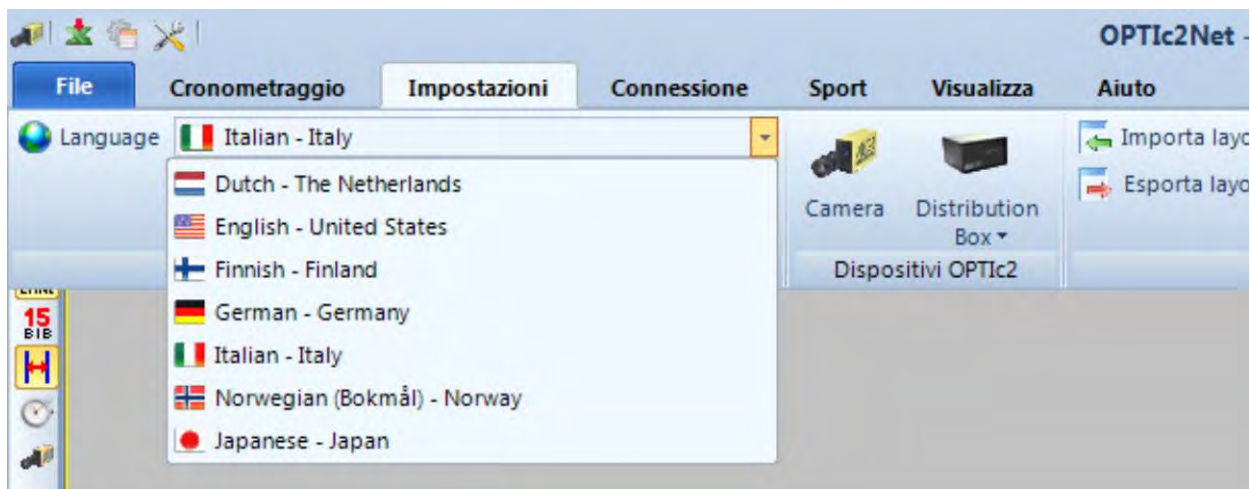 OPTIc2Net -
File Cronometraggio Impostazioni Connessione Sport Visualizza Aiuto
Language Italian - Italy
Dutch - The Netherlands
English - United States
Finnish - Finland
German - Germany
Italian - Italy
Norwegian (Bokmål) - Norway
Japanese - Japan
Camera
Distribution
Box
Dispositivi OPTIc2
Importa layo
Esporta layo
15
BIB